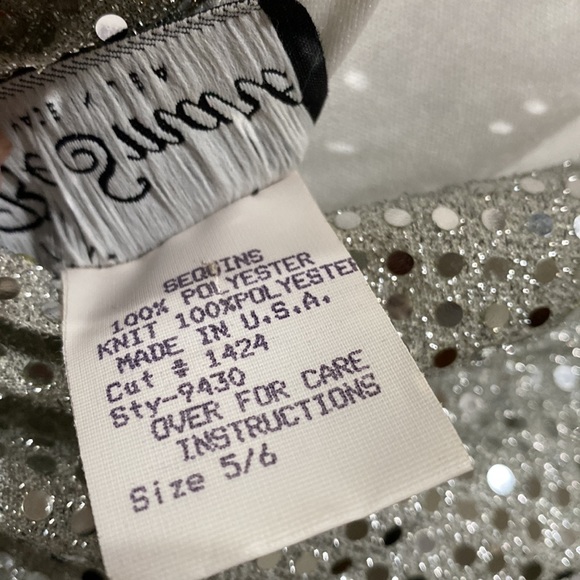 SEQUINS
100% POLYESTER
KNIT 100%POLYESTER
MADE IN U.S.A.
Cut # 1424
Sty-9430
OVER FOR CARE
INSTRUCTIONS
Size 5/6